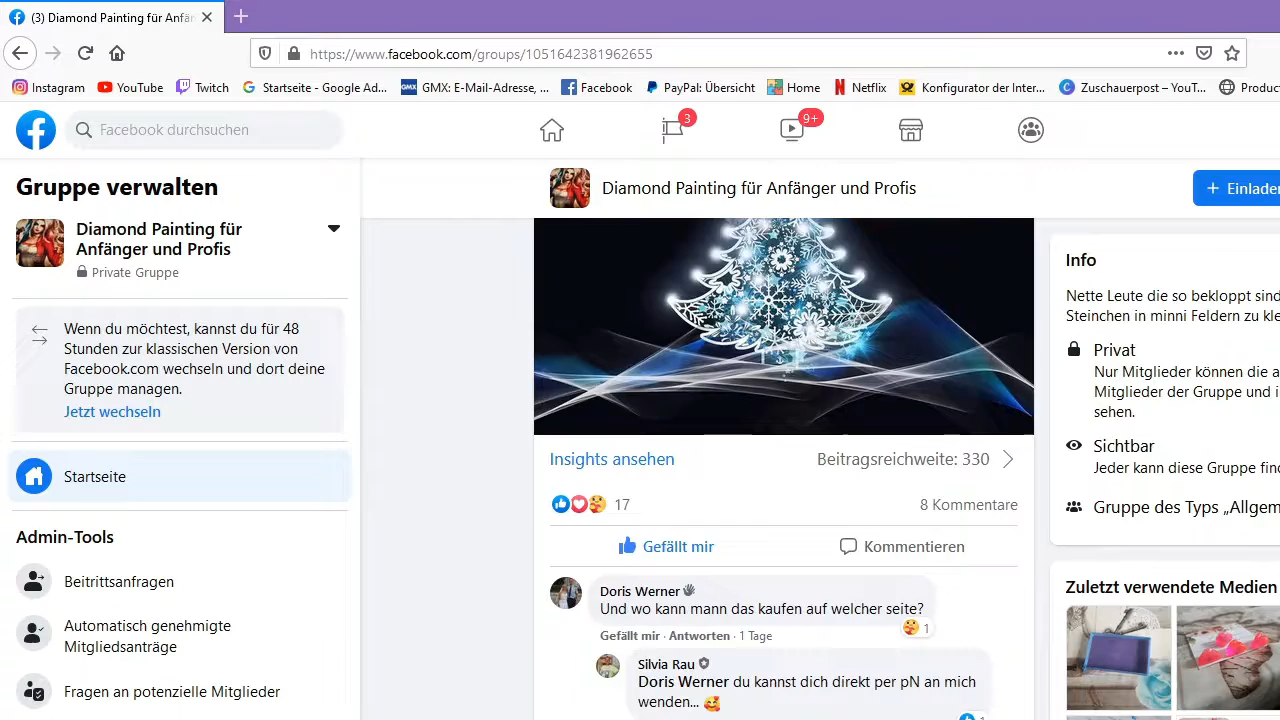 (3) Diamond Painting für Anfän
https://www.facebook.com/groups/1051642381962655
Instagram
YouTube
Twitch
Startseite - Google Ad...
GMX: E-Mail-Adresse, ...
Facebook
PayPal: Übersicht
Home
Netflix
Konfigurator der Inter...
Zuschauerpost – YouT...
Produc
Facebook durchsuchen
3
9+
Gruppe verwalten
Diamond Painting für
Anfänger und Profis
Private Gruppe
Wenn du möchtest, kannst du für 48
Stunden zur klassischen Version von
Facebook.com wechseln und dort deine
Gruppe managen.
Jetzt wechseln
Startseite
Admin-Tools
Beitrittsanfragen
Automatisch genehmigte
Mitgliedsanträge
Fragen an potenzielle Mitglieder
Diamond Painting für Anfänger und Profis
+ Einladen
Insights ansehen
Beitragsreichweite: 330
17
8 Kommentare
Gefällt mir
Kommentieren
Doris Werner
Und wo kann mann das kaufen auf welcher seite?
1
Gefällt mir · Antworten · 1 Tage
Silvia Rau
Doris Werner du kannst dich direkt per pN an mich
wenden...
1
Info
Nette Leute die so bekloppt sind
Steinchen in minni Feldern zu kle
Privat
Nur Mitglieder können die a
Mitglieder der Gruppe und i
sehen.
Sichtbar
Jeder kann diese Gruppe find
Gruppe des Typs „Allgem
Zuletzt verwendete Medien